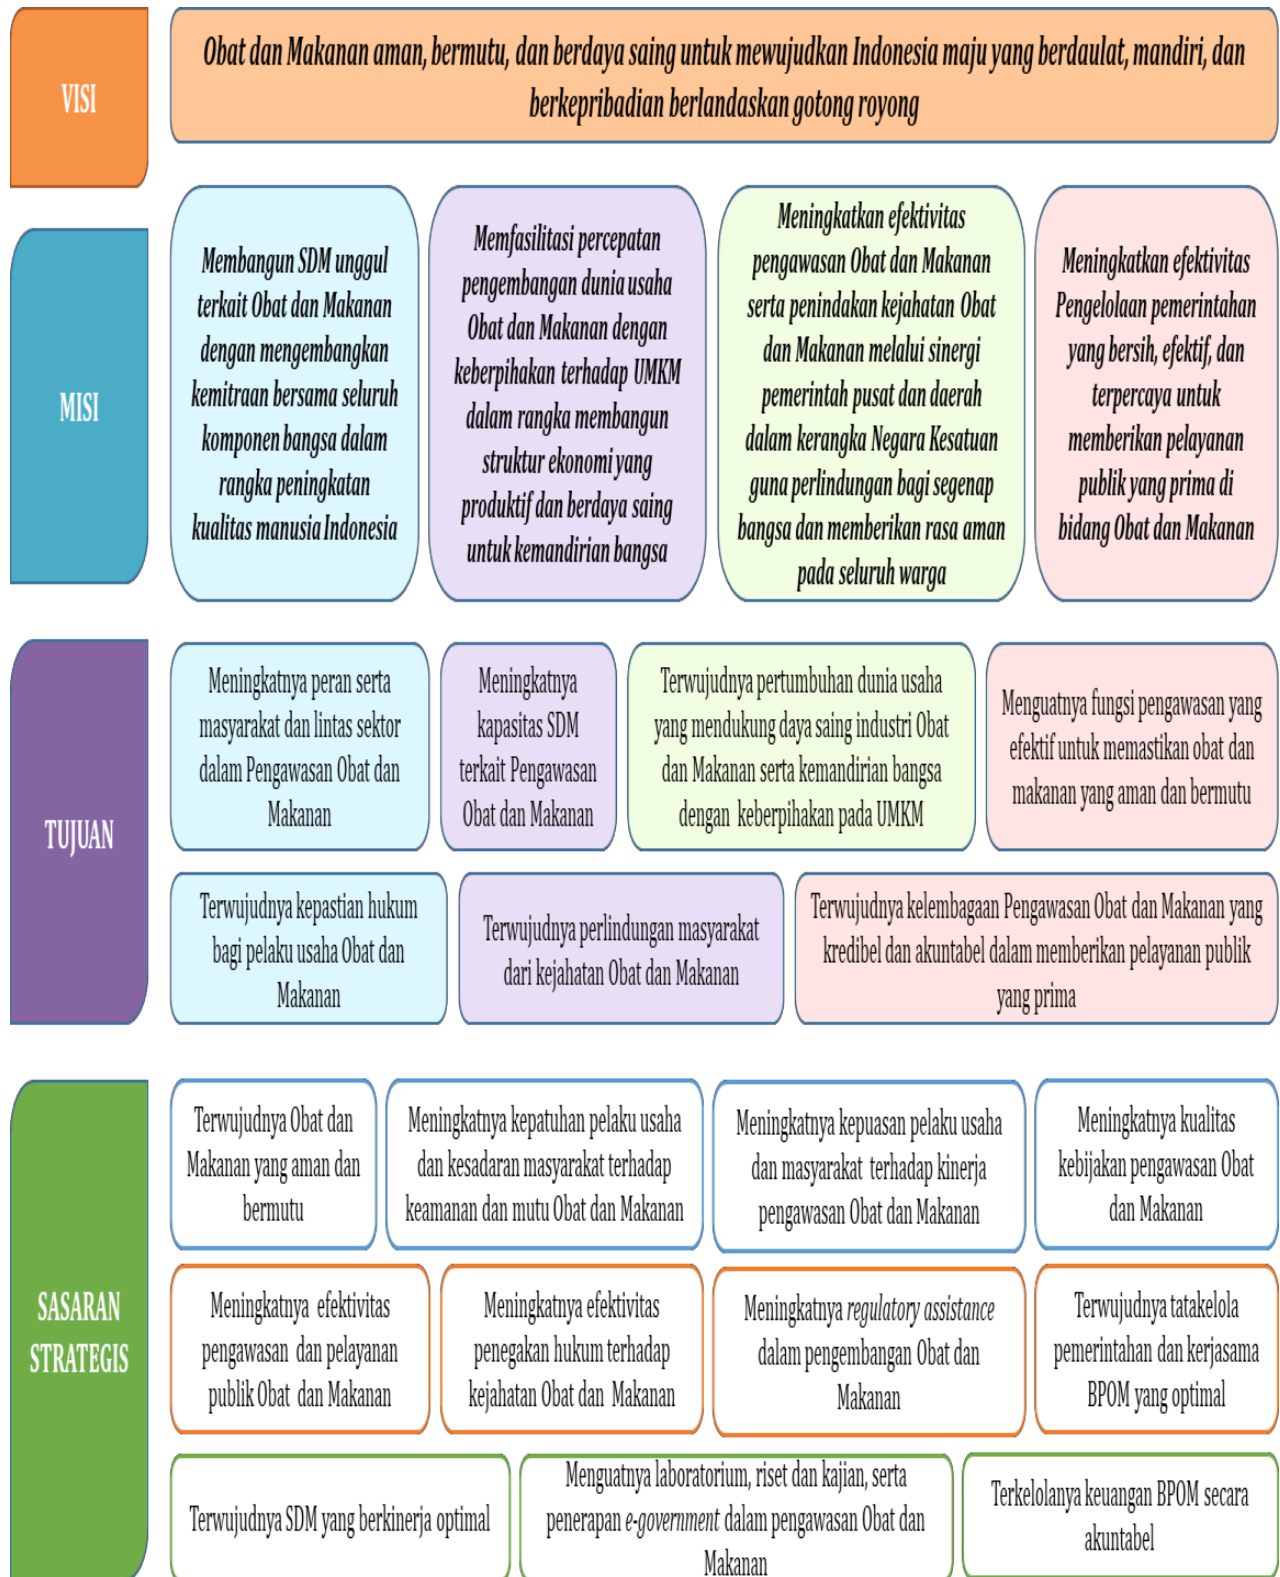 VISI
Obat dan Makanan aman, bermutu, dan berdaya saing untuk mewujudkan Indonesia maju yang berdaulat, mandiri, dan
berkepribadian berlandaskan gotong royong
MISI
Membangun SDM unggul
terkait Obat dan Makanan
dengan mengembangkan
kemitraan bersama seluruh
komponen bangsa dalam
rangka peningkatan
kualitas manusia Indonesia
Memfasilitasi percepatan
pengembangan dunia usaha
Obat dan Makanan dengan
keberpihakan terhadap UMKM
dalam rangka membangun
struktur ekonomi yang
produktif dan berdaya saing
untuk kemandirian bangsa
Meningkatkan efektivitas
pengawasan Obat dan Makanan
serta penindakan kejahatan Obat
dan Makanan melalui sinergi
pemerintah pusat dan daerah
dalam kerangka Negara Kesatuan
guna perlindungan bagi segenap
bangsa dan memberikan rasa aman
pada seluruh warga
Meningkatkan efektivitas
Pengelolaan pemerintahan
yang bersih, efektif, dan
terpercaya untuk
memberikan pelayanan
publik yang prima di
bidang Obat dan Makanan
TUJUAN
Meningkatnya peran serta
masyarakat dan lintas sektor
dalam Pengawasan Obat dan
Makanan
Meningkatnya
kapasitas SDM
terkait Pengawasan
Obat dan Makanan
Terwujudnya pertumbuhan dunia usaha
yang mendukung daya saing industri Obat
dan Makanan serta kemandirian bangsa
dengan keberpihakan pada UMKM
Menguatnya fungsi pengawasan yang
efektif untuk memastikan obat dan
makanan yang aman dan bermutu
Terwujudnya kepastian hukum
bagi pelaku usaha Obat dan
Makanan
Terwujudnya perlindungan masyarakat
dari kejahatan Obat dan Makanan
Terwujudnya kelembagaan Pengawasan Obat dan Makanan yang
kredibel dan akuntabel dalam memberikan pelayanan publik
yang prima
SASARAN
STRATEGIS
Terwujudnya Obat dan
Makanan yang aman dan
bermutu
Meningkatnya kepatuhan pelaku usaha
dan kesadaran masyarakat terhadap
keamanan dan mutu Obat dan Makanan
Meningkatnya kepuasan pelaku usaha
dan masyarakat terhadap kinerja
pengawasan Obat dan Makanan
Meningkatnya kualitas
kebijakan pengawasan Obat
dan Makanan
Meningkatnya efektivitas
pengawasan dan pelayanan
publik Obat dan Makanan
Meningkatnya efektivitas
penegakan hukum terhadap
kejahatan Obat dan Makanan
Meningkatnya regulatory assistance
dalam pengembangan Obat dan
Makanan
Terwujudnya tatakelola
pemerintahan dan kerjasama
BPOM yang optimal
Terwujudnya SDM yang berkinerja optimal
Menguatnya laboratorium, riset dan kajian, serta
penerapan e-government dalam pengawasan Obat dan
Makanan
Terkelolanya keuangan BPOM secara
akuntabel